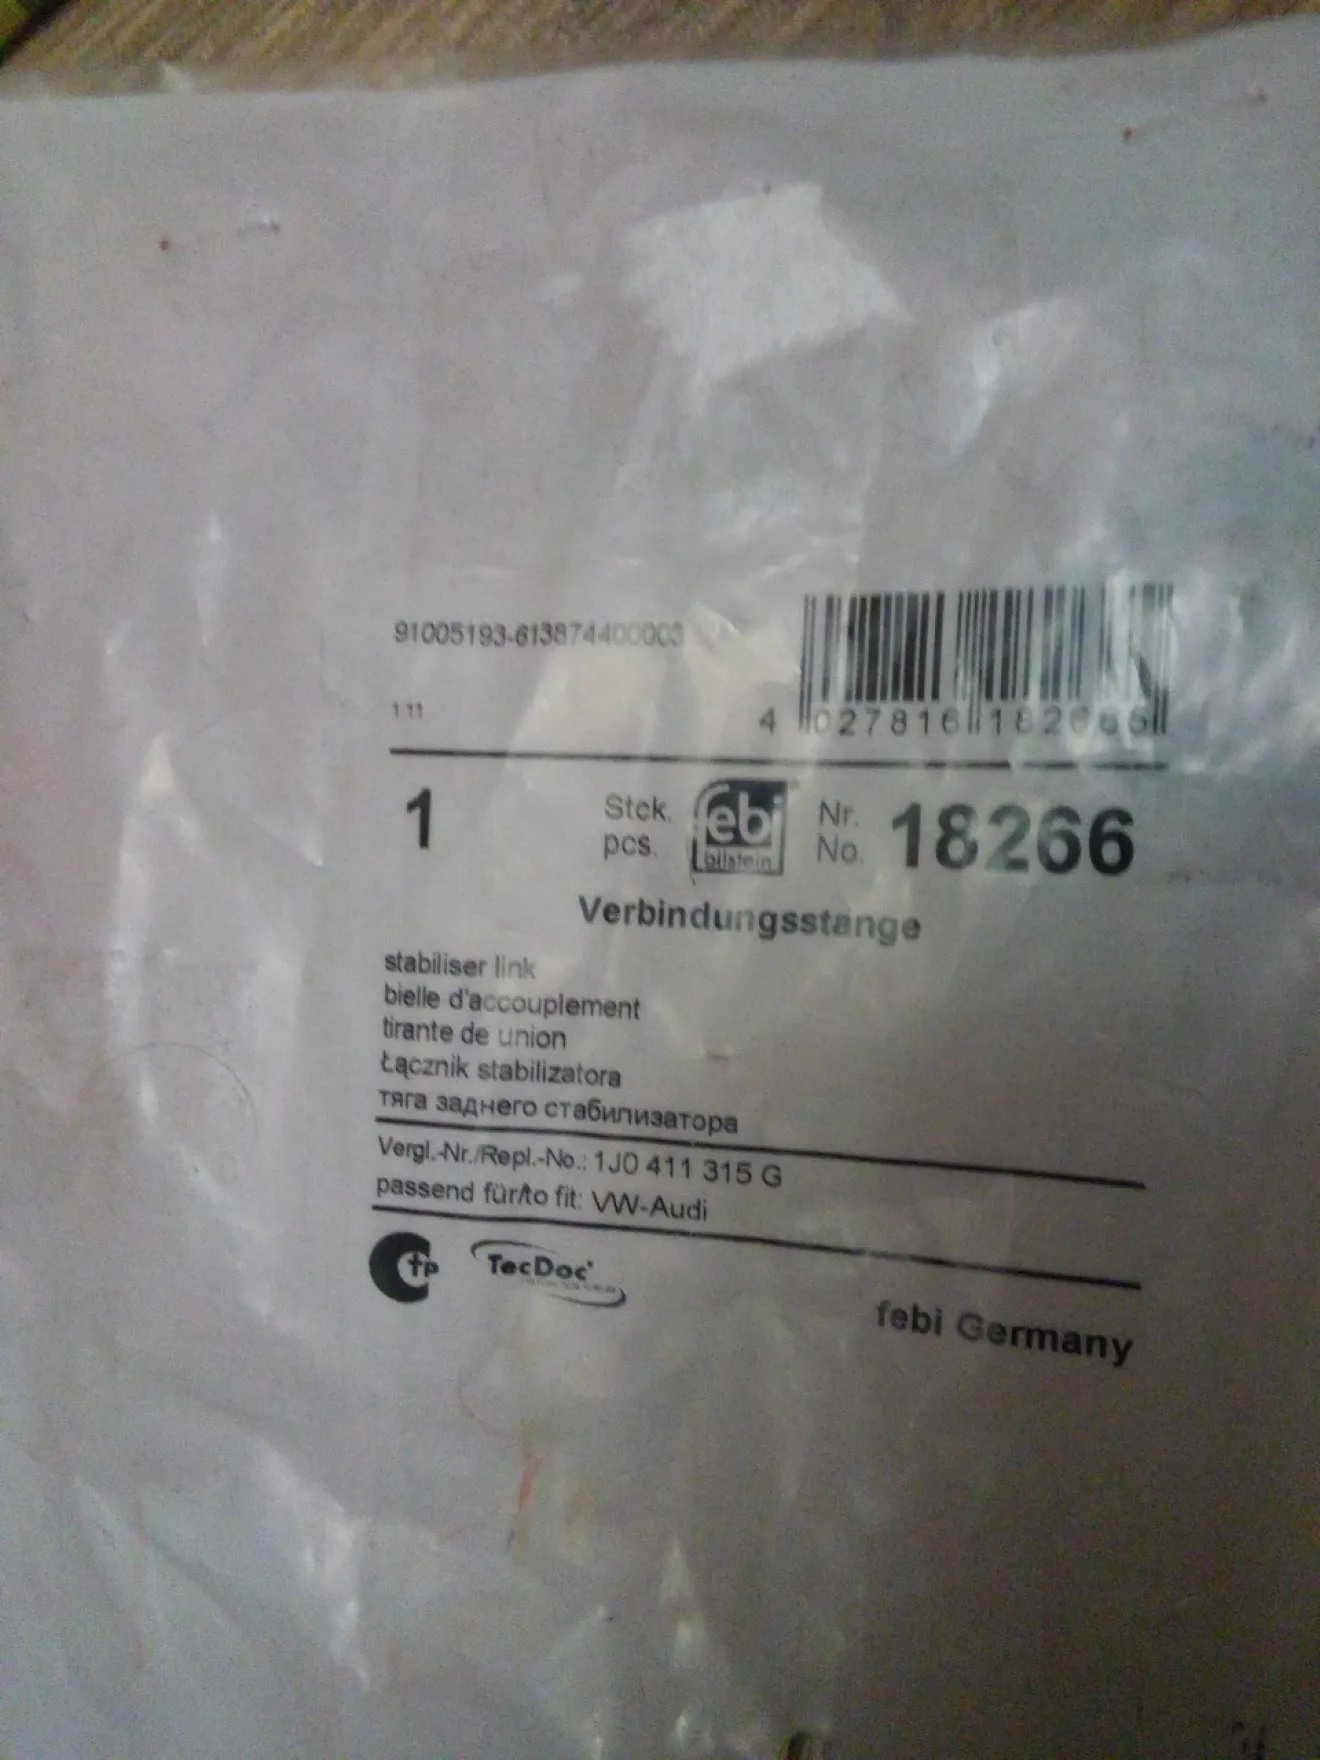 91005193-613874400003
1 11
4 027816 182666
1 Stck. pcs. febi bilstein Nr. No. 18266
Verbindungsstange
stabiliser link
bielle d'accouplement
tirante de union
Łącznik stabilizatora
тяга заднего стабилизатора
Vergl.-Nr./Repl.-No.: 1J0 411 315 G
passend für/to fit: VW-Audi
TecDoc
febi Germany